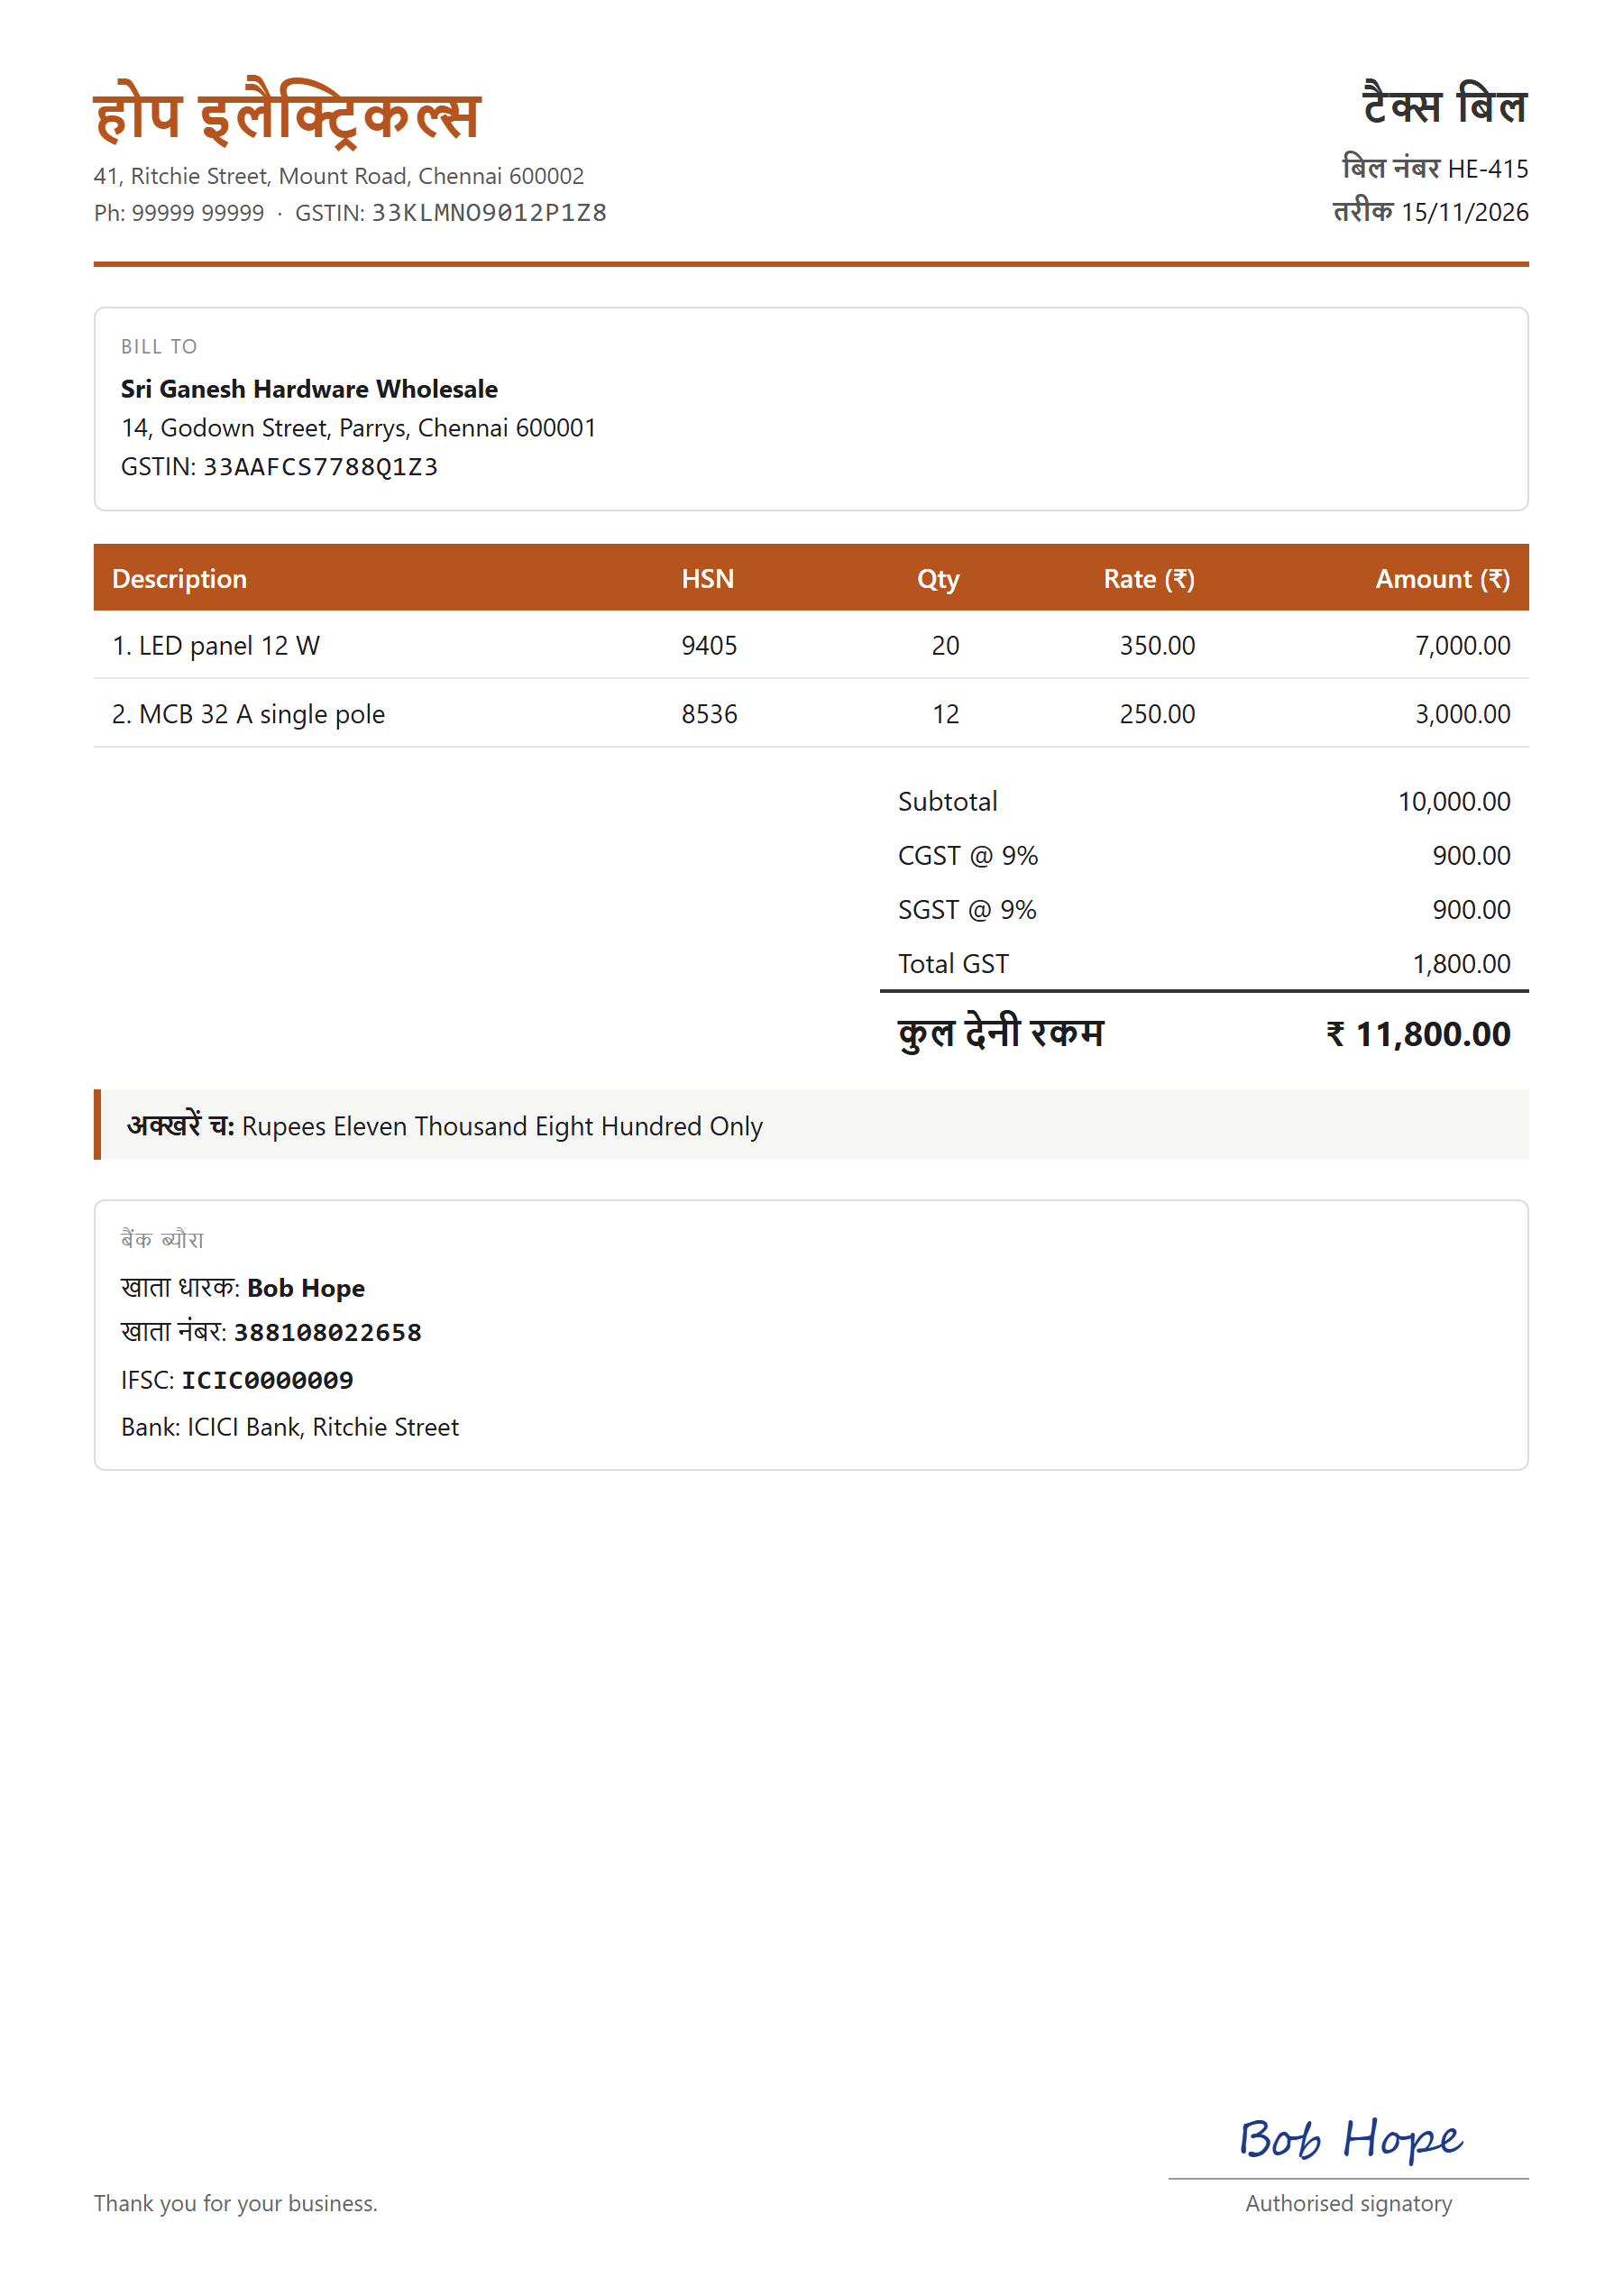 होप इलैक्ट्रिकल्स
41, Ritchie Street, Mount Road, Chennai 600002
Ph: 99999 99999 · GSTIN: 33KLMNO9012P1Z8
टैक्स बिल
बिल नंबर HE-415
तरीक 15/11/2026
BILL TO
Sri Ganesh Hardware Wholesale
14, Godown Street, Parrys, Chennai 600001
GSTIN: 33AAFCS7788Q1Z3
Description HSN Qty Rate (₹) Amount (₹)
1. LED panel 12 W 9405 20 350.00 7,000.00
2. MCB 32 A single pole 8536 12 250.00 3,000.00
Subtotal 10,000.00
CGST @ 9% 900.00
SGST @ 9% 900.00
Total GST 1,800.00
कुल देनी रकम ₹ 11,800.00
अक्खरें च: Rupees Eleven Thousand Eight Hundred Only
बैंक ब्यौरा
खाता धारक: Bob Hope
खाता नंबर: 388108022658
IFSC: ICIC0000009
Bank: ICICI Bank, Ritchie Street
Bob Hope
Thank you for your business. Authorised signatory